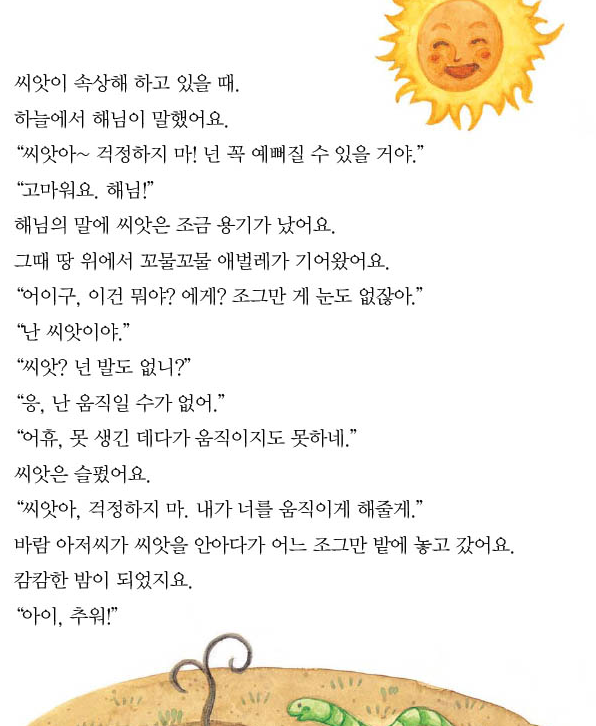 씨앗이 속상해 하고 있을 때.
하늘에서 해님이 말했어요.
“씨앗아~ 걱정하지 마! 넌 꼭 예뻐질 수 있을 거야.”
“고마워요. 해님!”
해님의 말에 씨앗은 조금 용기가 났어요.
그때 땅 위에서 꼬물꼬물 애벌레가 기어왔어요.
“어이구, 이건 뭐야? 에게? 조그만 게 눈도 없잖아.”
“난 씨앗이야.”
“씨앗? 넌 발도 없니?”
“응, 난 움직일 수가 없어.”
“어휴, 못 생긴 데다가 움직이지도 못하네.”
씨앗은 슬펐어요.
“씨앗아, 걱정하지 마. 내가 너를 움직이게 해줄게.”
바람 아저씨가 씨앗을 안아다가 어느 조그만 밭에 놓고 갔어요.
캄캄한 밤이 되었지요.
“아이, 추워!”